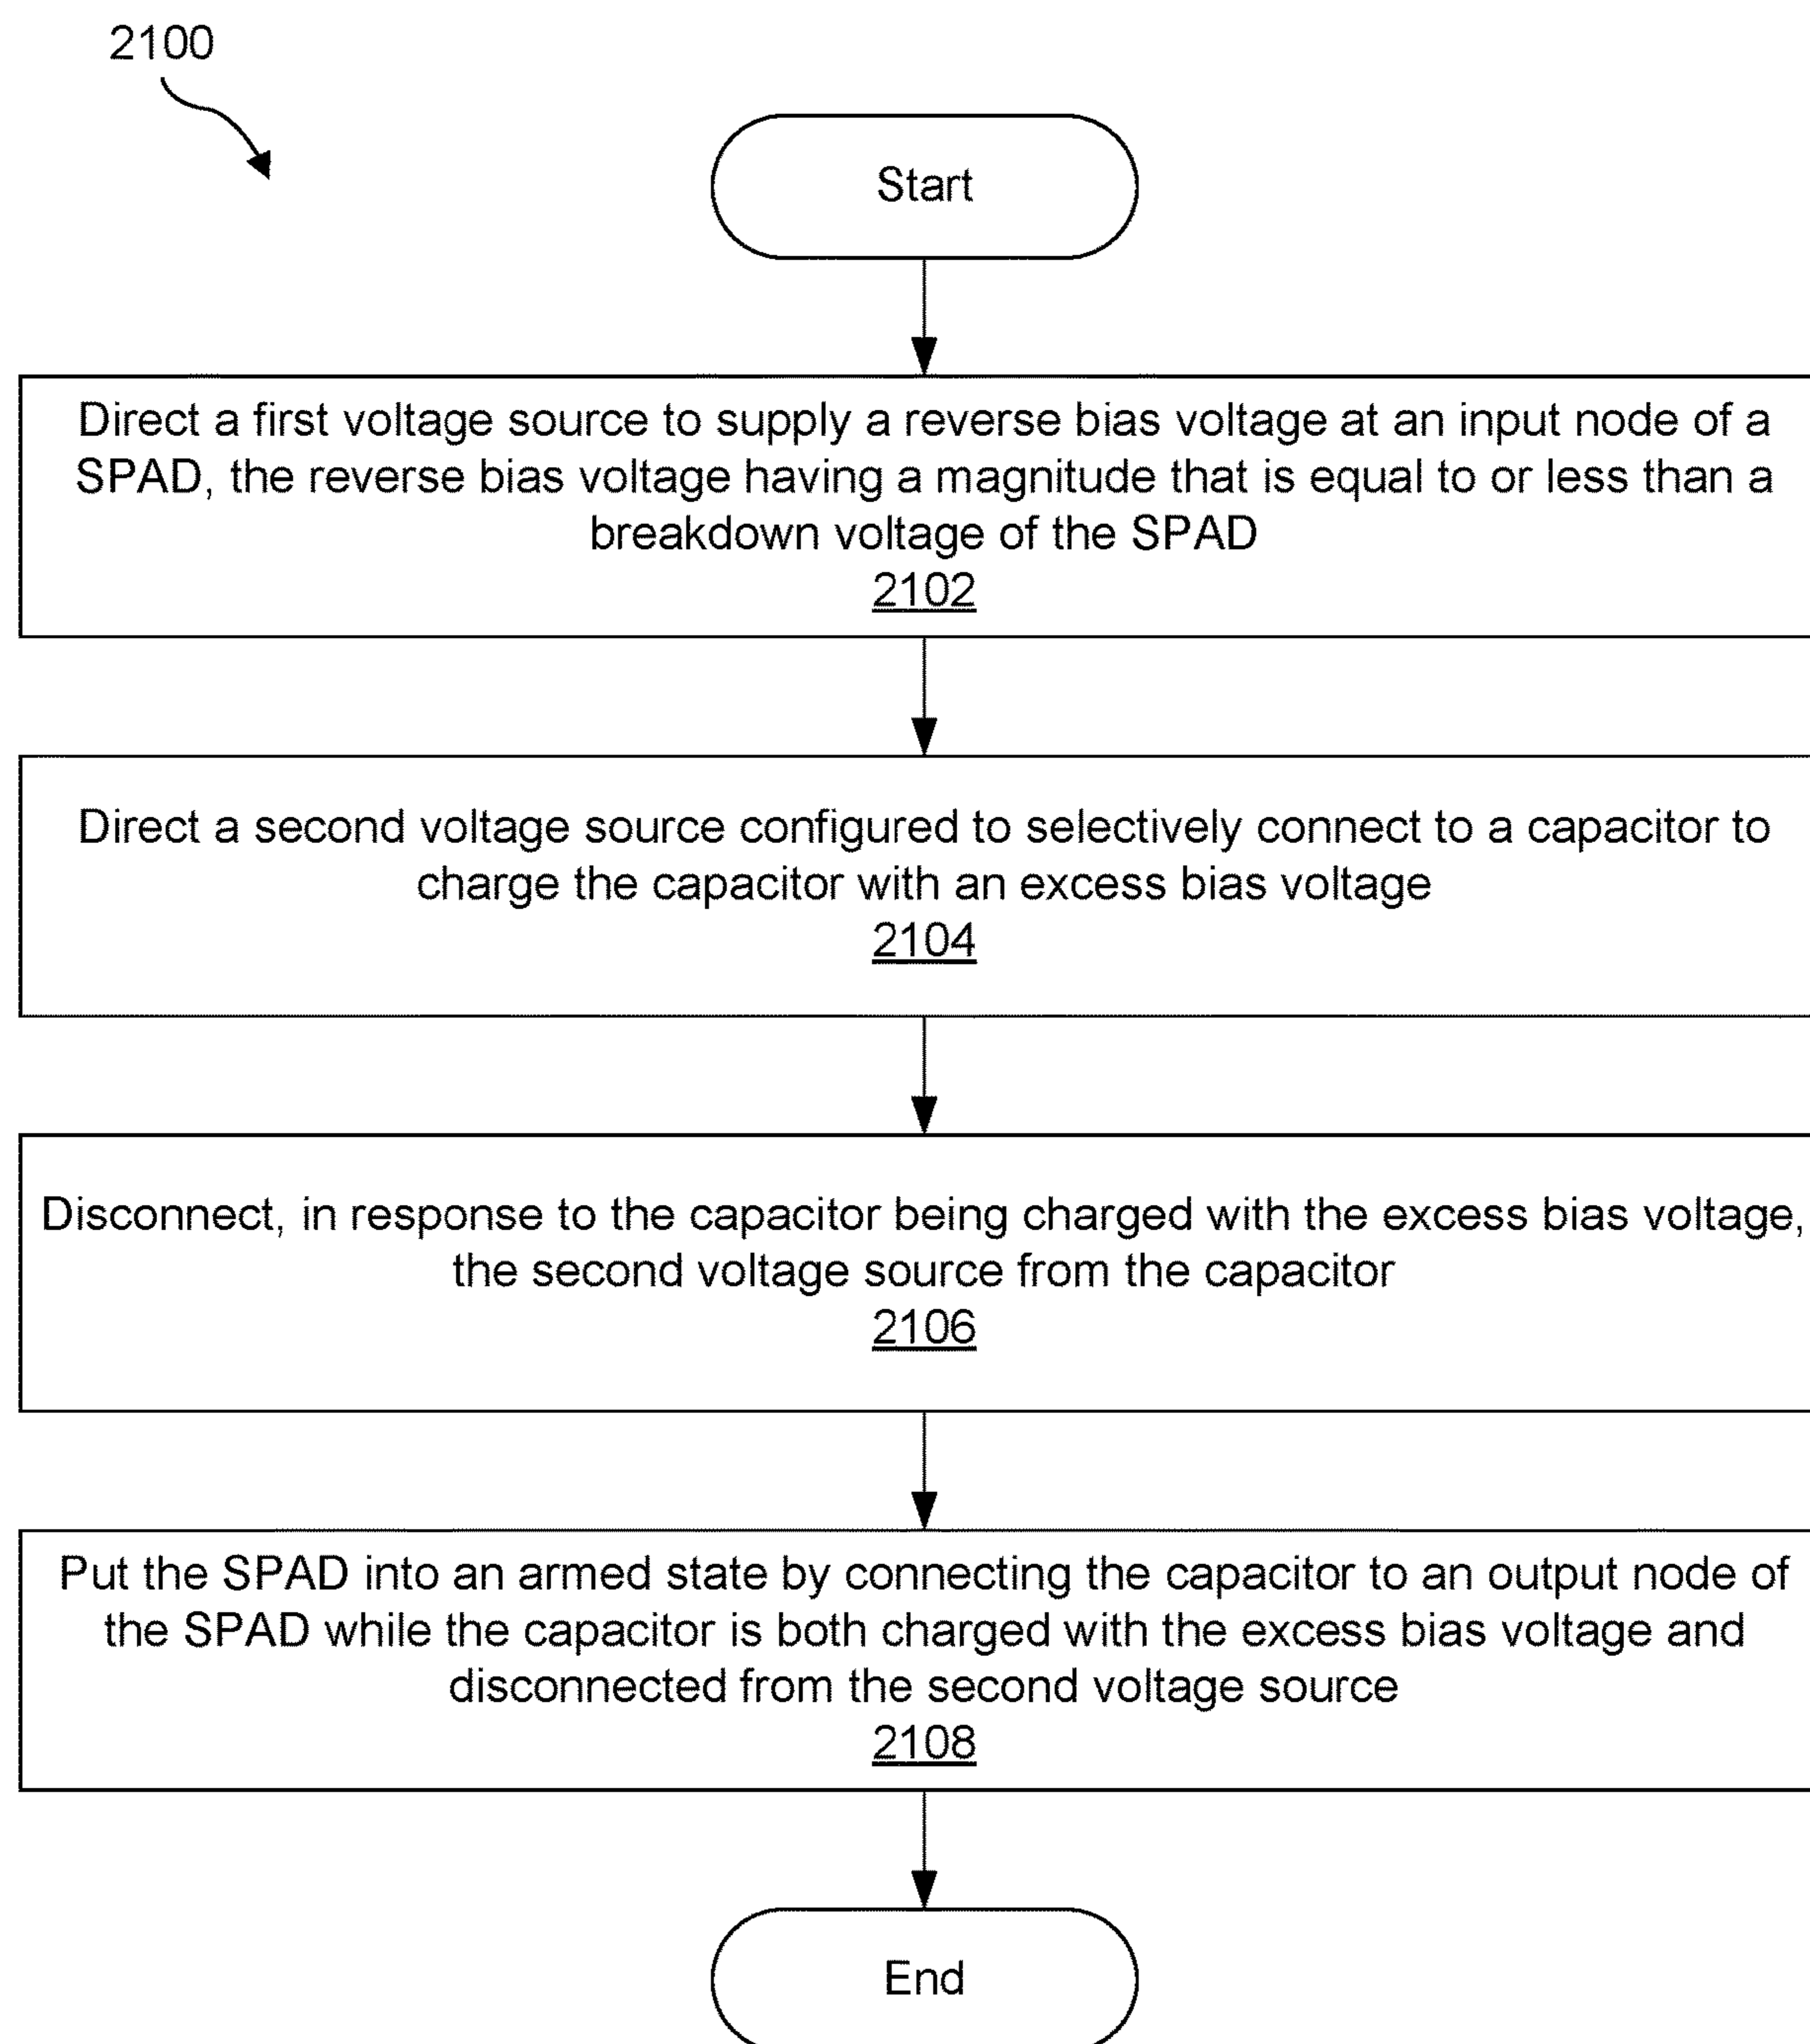 2100
Start
Direct a first voltage source to supply a reverse bias voltage at an input node of a
SPAD, the reverse bias voltage having a magnitude that is equal to or less than a
breakdown voltage of the SPAD
2102
Direct a second voltage source configured to selectively connect to a capacitor to
charge the capacitor with an excess bias voltage
2104
Disconnect, in response to the capacitor being charged with the excess bias voltage,
the second voltage source from the capacitor
2106
Put the SPAD into an armed state by connecting the capacitor to an output node of
the SPAD while the capacitor is both charged with the excess bias voltage and
disconnected from the second voltage source
2108
End